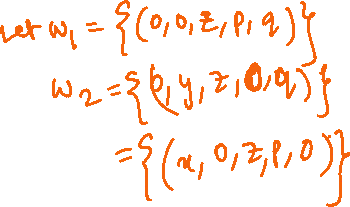 Let w₁ = {(0,0,z,p,q)}
w₂ = {(0,y,z,0,q)}
= {(x,0,z,p,0)}